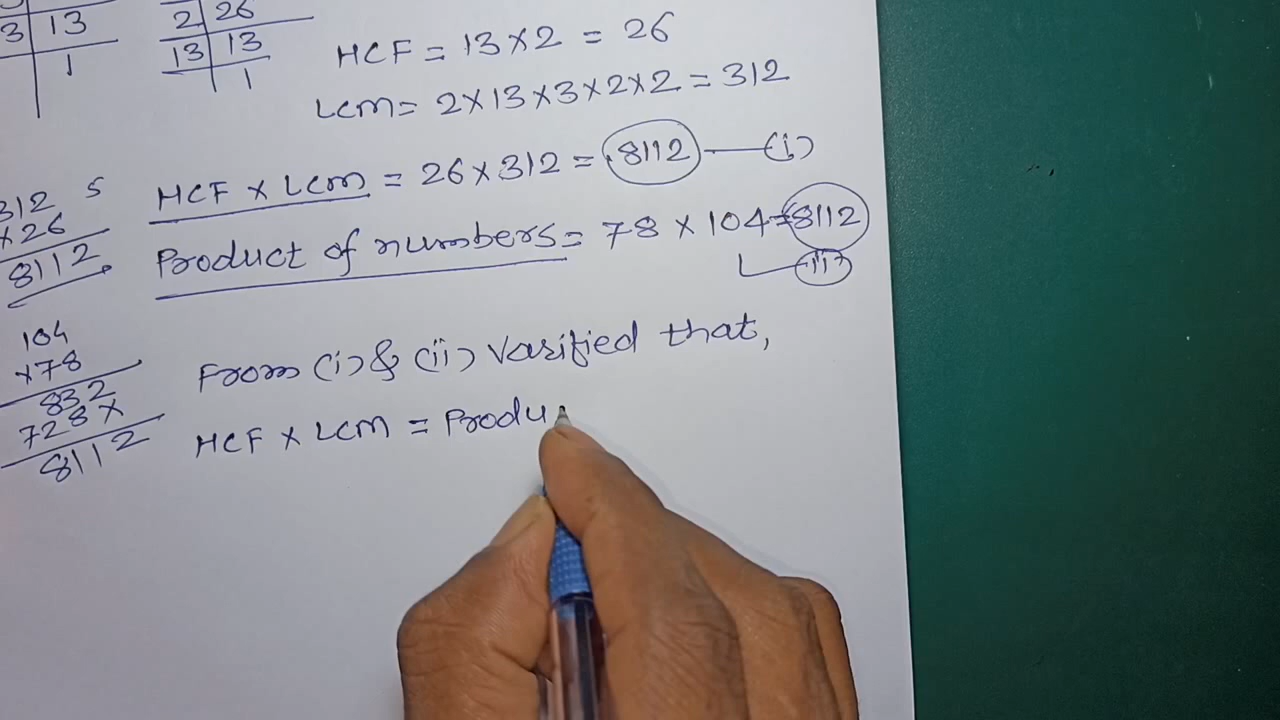 3 13
1
2 26
13 13
1
HCF = 13 × 2 = 26
LCM = 2 × 13 × 3 × 2 × 2 = 312
HCF × LCM = 26 × 312 = 8112 — (i)
Product of numbers = 78 × 104 = 8112
(ii)
312 5
× 26
8112
104
× 78
832
728 ×
8112
From (i) & (ii) Varified that,
HCF × LCM = Produ